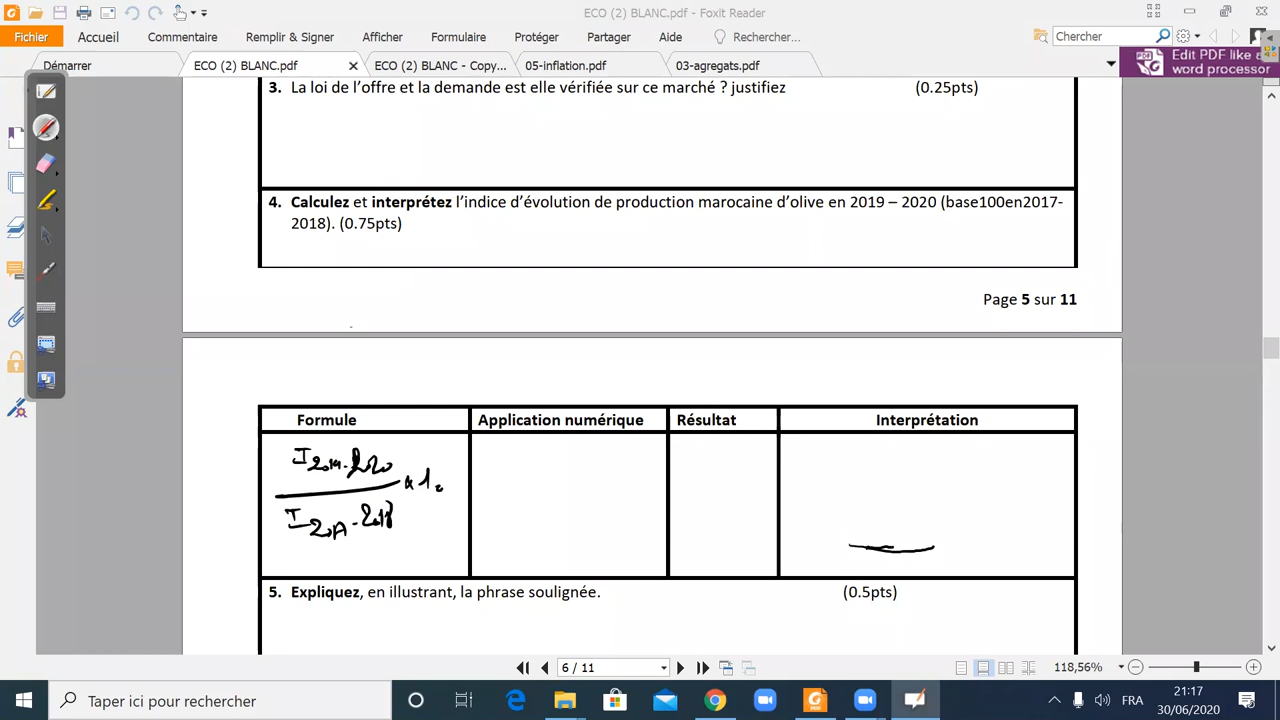 ECO (2) BLANC.pdf - Foxit Reader
Fichier Accueil Commentaire Remplir & Signer Afficher Formulaire Protéger Partager Aide Rechercher... Chercher
Démarrer ECO (2) BLANC.pdf ECO (2) BLANC - Copy... 05-inflation.pdf 03-agregats.pdf
Edit PDF like a
word processor
3. La loi de l'offre et la demande est elle vérifiée sur ce marché ? justifiez (0.25pts)
4. Calculez et interprétez l'indice d'évolution de production marocaine d'olive en 2019 – 2020 (base100en2017-
2018). (0.75pts)
Page 5 sur 11
Formule Application numérique Résultat Interprétation
5. Expliquez, en illustrant, la phrase soulignée. (0.5pts)
6 / 11 118,56%
Taper ici pour rechercher
FRA
21:17
30/06/2020